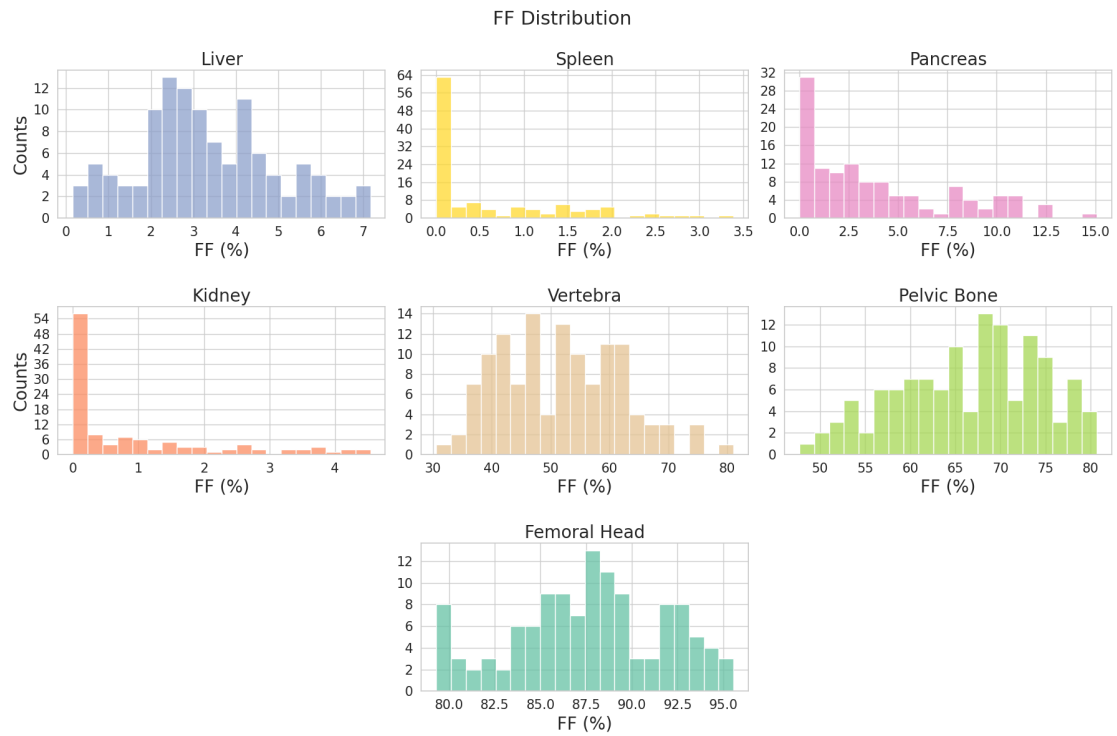 FF Distribution
Liver
Spleen
Pancreas
Counts
12
10
8
6
4
2
0
0 1 2 3 4 5 6 7
FF (%)
64
56
48
40
32
24
16
8
0
0.0 0.5 1.0 1.5 2.0 2.5 3.0 3.5
FF (%)
32
28
24
20
16
12
8
4
0
0.0 2.5 5.0 7.5 10.0 12.5 15.0
FF (%)
Kidney
Vertebra
Pelvic Bone
Counts
54
48
42
36
30
24
18
12
6
0
0 1 2 3 4
FF (%)
14
12
10
8
6
4
2
0
30 40 50 60 70 80
FF (%)
12
10
8
6
4
2
0
50 55 60 65 70 75 80
FF (%)
Femoral Head
12
10
8
6
4
2
0
80.0 82.5 85.0 87.5 90.0 92.5 95.0
FF (%)